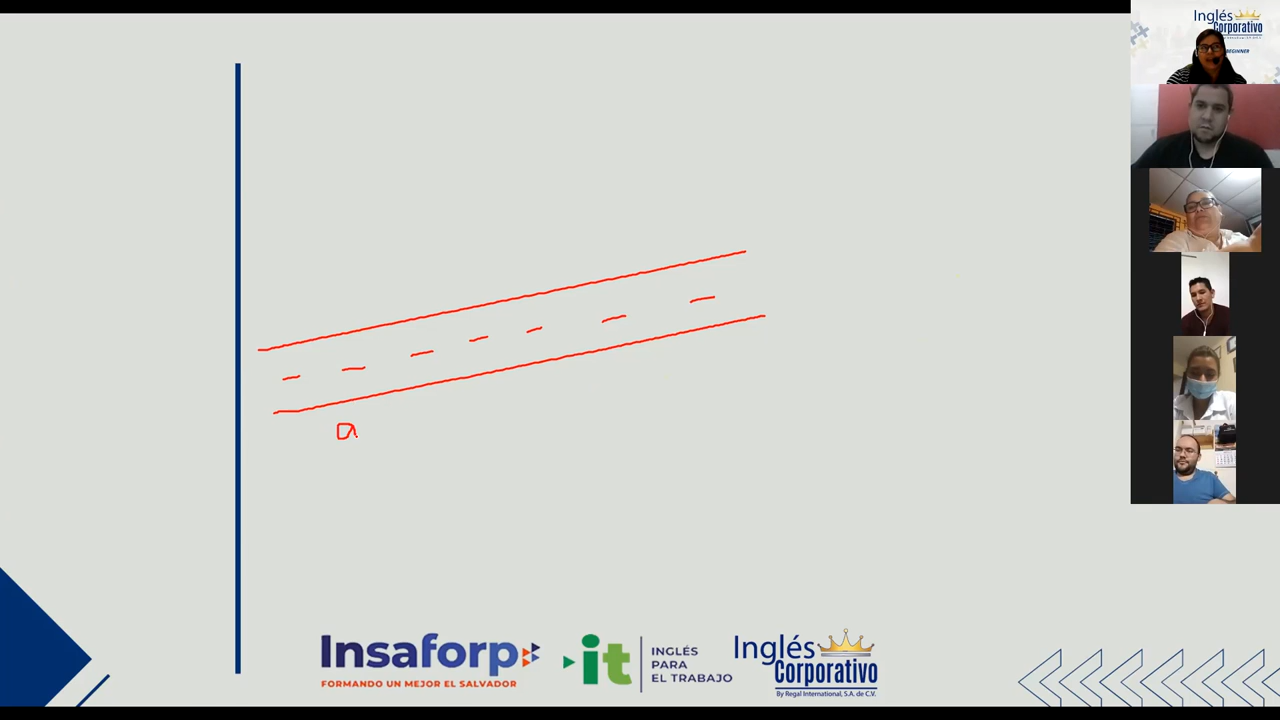 Inglés
Corporativo
BEGINNER
a
Insaforp
FORMANDO UN MEJOR EL SALVADOR
it
INGLÉS
PARA
EL TRABAJO
Inglés
Corporativo
By Regal International, S.A. de C.V.